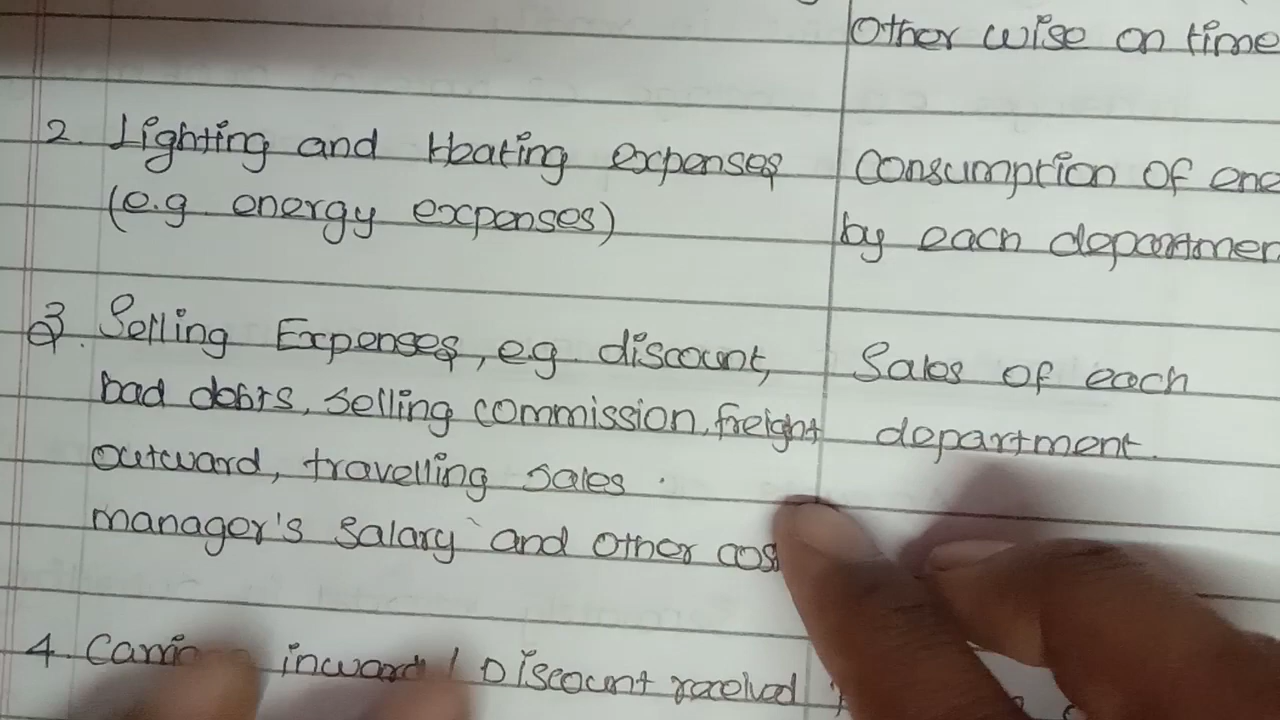 Other wise on time
2. Lighting and Heating expenses
(e.g energy expenses)
Consumption of
by each
3. Selling Expenses, e.g. discount,
bad debts, selling commission, freight
outward, travelling sales
manager's salary and other
Sales of each
department.
4. inward / Discount received